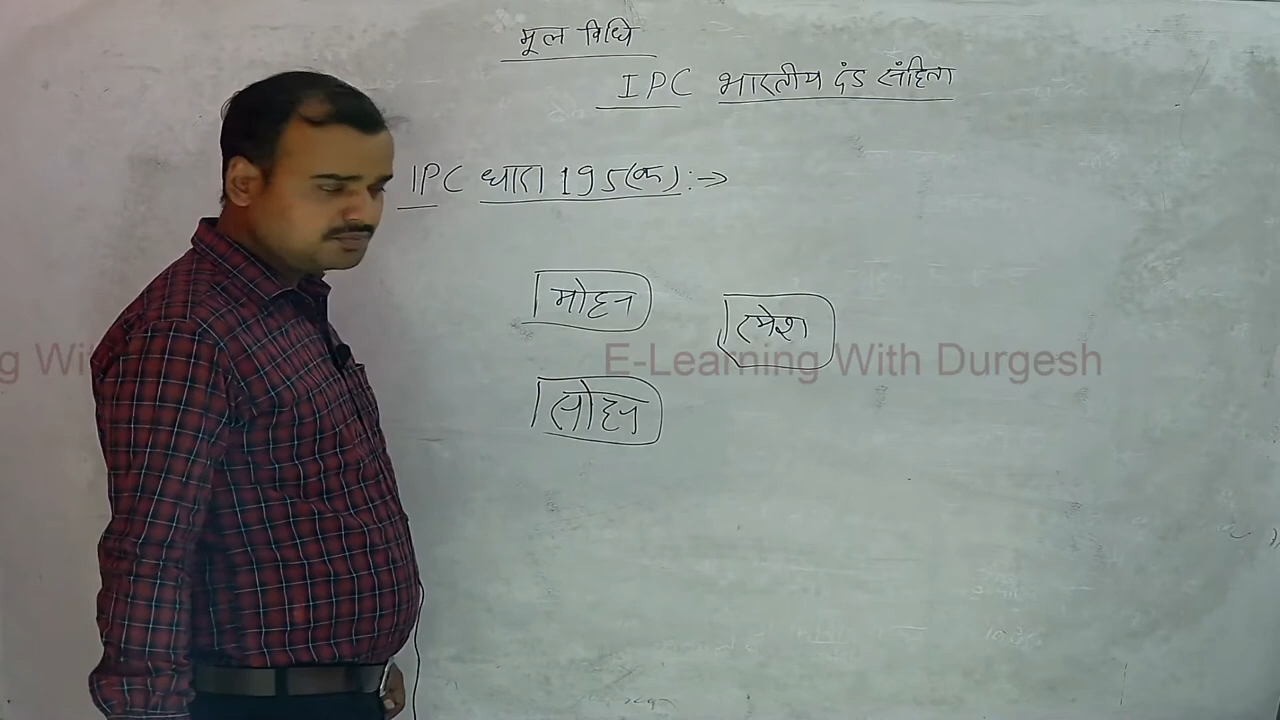 मूल विधि
IPC भारतीय दंड संहिता
IPC धारा 195(क) :→
मोहन
रमेश
E-Learning With Durgesh
सोहन